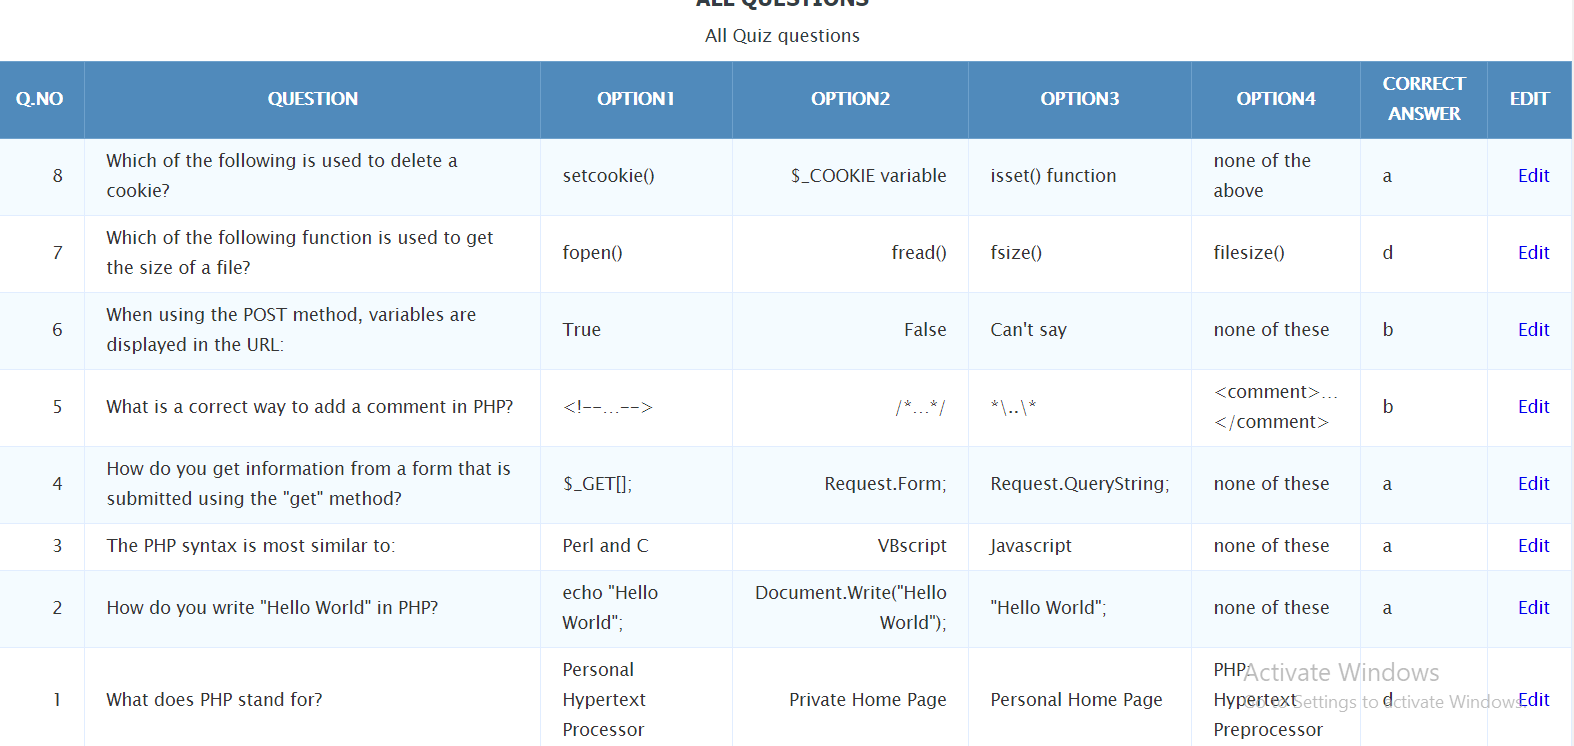 ALL QUESTIONS
All Quiz questions
Q.NO QUESTION OPTION1 OPTION2 OPTION3 OPTION4 CORRECT ANSWER EDIT
8 Which of the following is used to delete a cookie? setcookie() $_COOKIE variable isset() function none of the above a Edit
7 Which of the following function is used to get the size of a file? fopen() fread() fsize() filesize() d Edit
6 When using the POST method, variables are displayed in the URL: True False Can't say none of these b Edit
5 What is a correct way to add a comment in PHP? <!--...--> /*...*/ *\..\* <comment>... </comment> b Edit
4 How do you get information from a form that is submitted using the "get" method? $_GET[]; Request.Form; Request.QueryString; none of these a Edit
3 The PHP syntax is most similar to: Perl and C VBscript Javascript none of these a Edit
2 How do you write "Hello World" in PHP? echo "Hello World"; Document.Write("Hello World"); "Hello World"; none of these a Edit
1 What does PHP stand for? Personal Hypertext Processor Private Home Page Personal Home Page PHP: Hypertext Preprocessor d Edit
Activate Windows
Go to Settings to activate Windows.